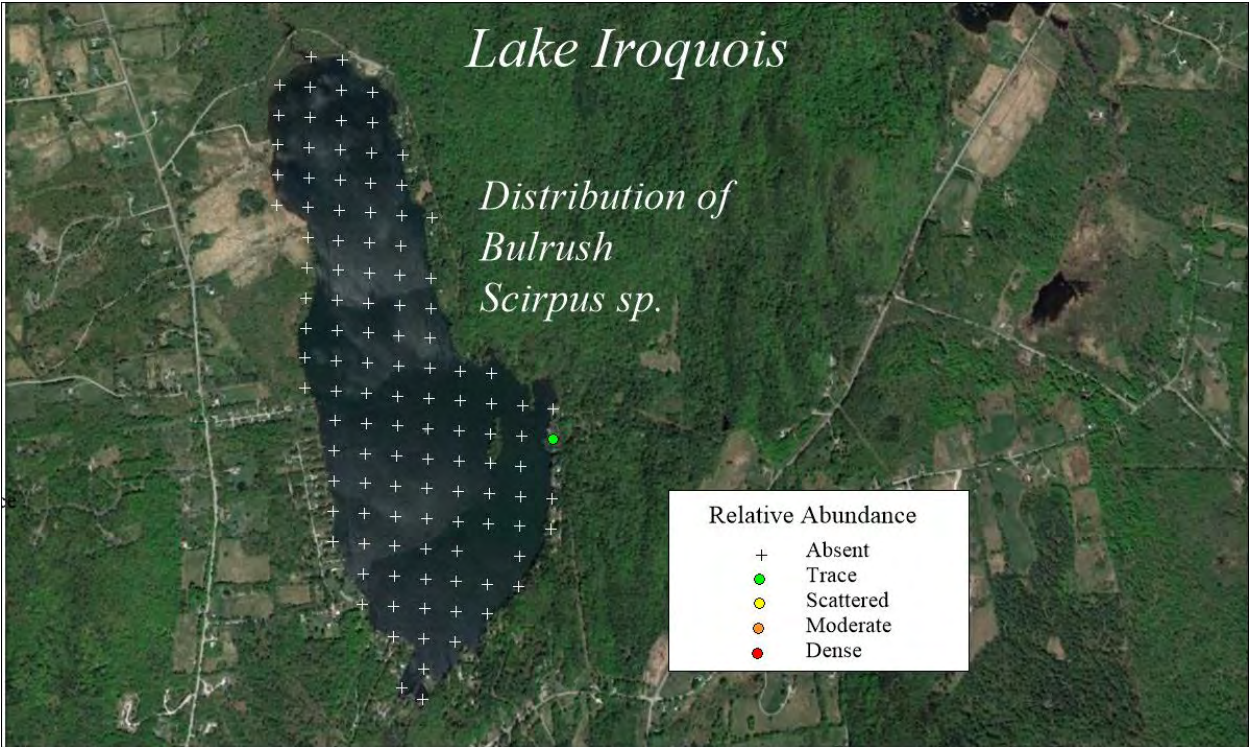 Lake Iroquois
Distribution of
Bulrush
Scirpus sp.
Relative Abundance
Absent
Trace
Scattered
Moderate
Dense